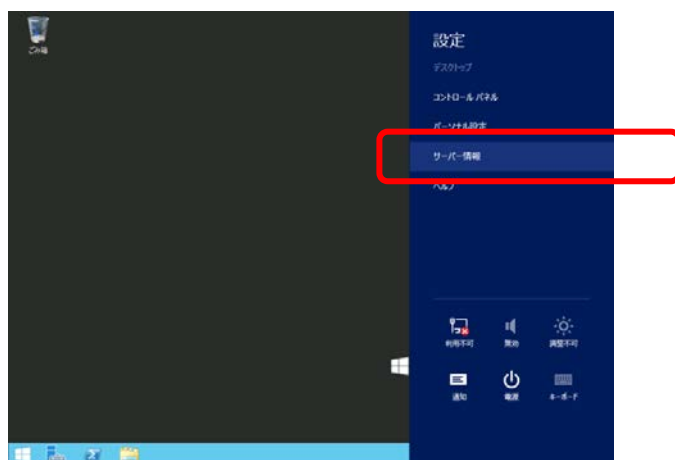 ごみ箱
設定
デスクトップ
コントロール パネル
パーソナル設定
サーバー情報
ヘルプ
利用不可
無効
調整不可
通知
電源
キーボード